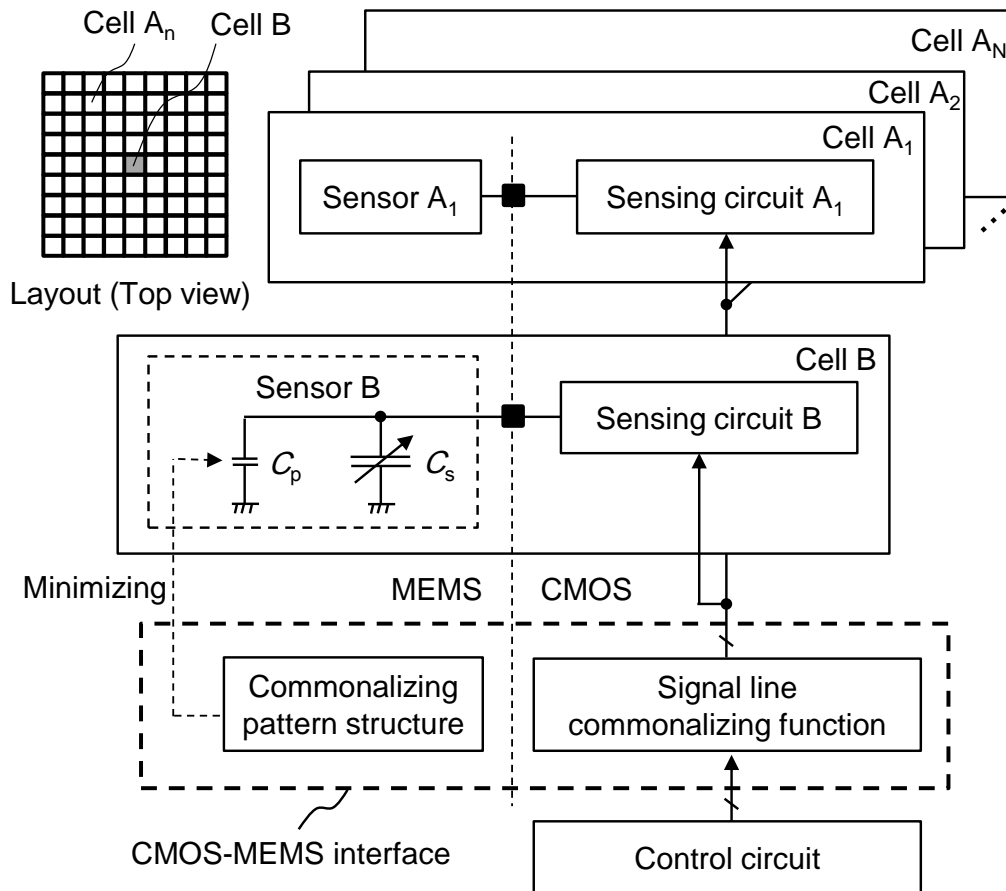 Cell Aₙ
Cell B
Cell A_N
Cell A₂
Cell A₁
Sensor A₁
Sensing circuit A₁
Layout (Top view)
Cell B
Sensor B
Sensing circuit B
Cₚ
Cₛ
Minimizing
MEMS
CMOS
Commonalizing
pattern structure
Signal line
commonalizing function
CMOS-MEMS interface
Control circuit